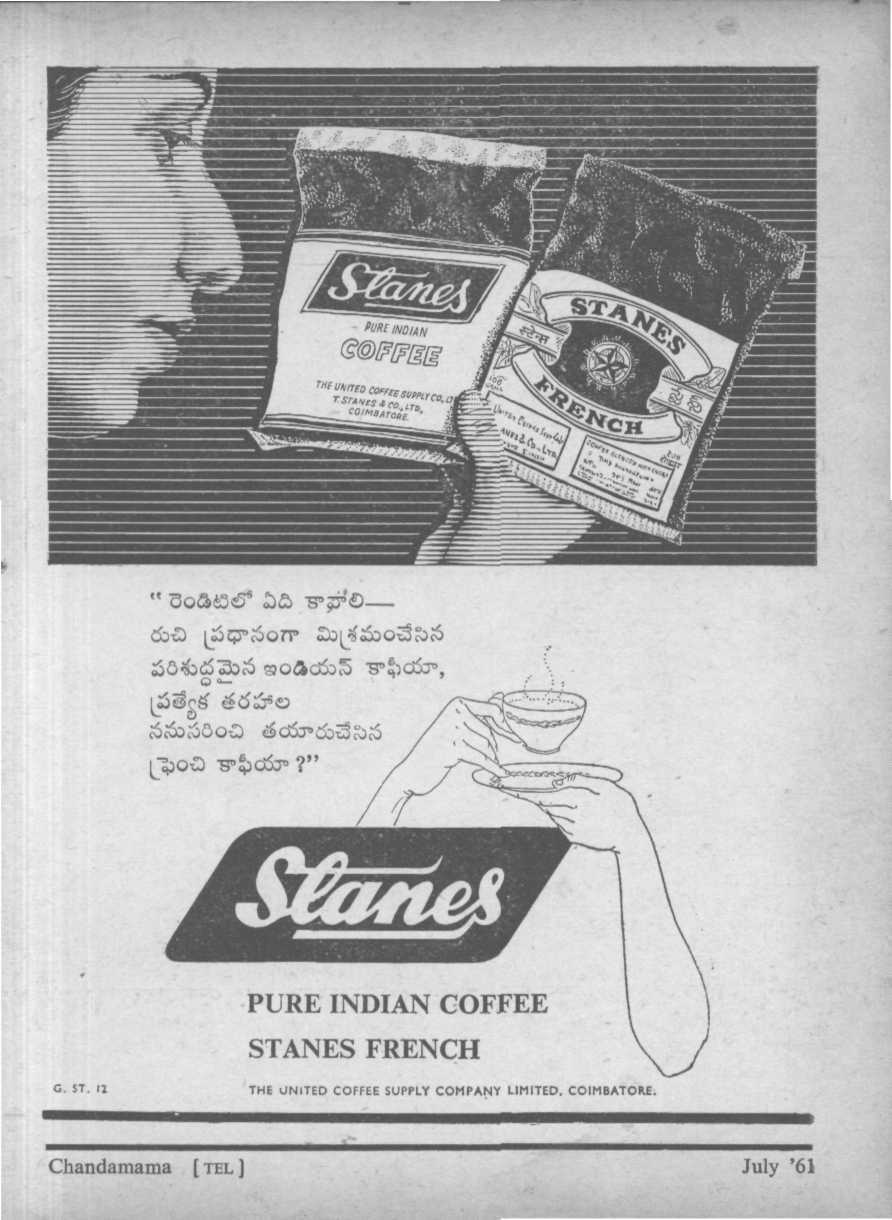 Stanes
PURE INDIAN
COFFEE
THE UNITED COFFEE SUPPLY CO.,
T. STANES & CO., LTD,
COIMBATORE.
STANES
FRENCH
“ రెండిటిలో ఏది కావాలి—
రుచి ప్రధానంగా మిశ్రమంచేసిన
పరిశుద్ధమైన ఇండియన్ కాఫీయా,
ప్రత్యేక తరహాల
ననుసరించి తయారుచేసిన
ఫ్రెంచి కాఫీయా ?”
Stanes
PURE INDIAN COFFEE
STANES FRENCH
G. ST. 12
THE UNITED COFFEE SUPPLY COMPANY LIMITED, COIMBATORE.
Chandamama [ TEL ]
July ’61